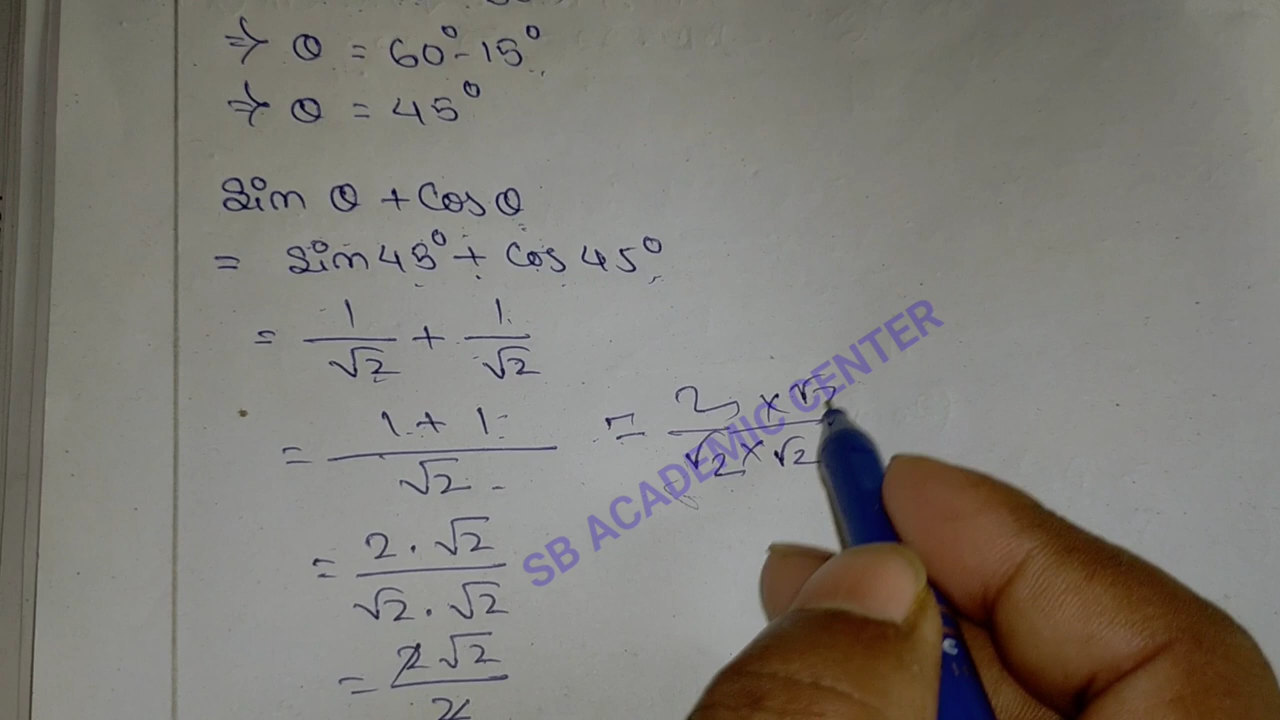 ⇒ θ = 60° - 15°
⇒ θ = 45°
sin θ + cos θ
= sin 45° + cos 45°
= 1/√2 + 1/√2
= 1 + 1/√2 = 2 × √2/√2 × √2
= 2 . √2/√2 . √2
= 2√2/2
SB ACADEMIC CENTER